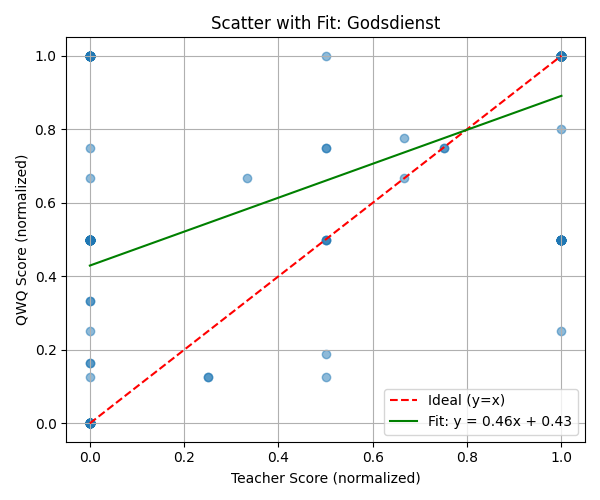 Scatter with Fit: Godsdienst
QWQ Score (normalized)
1.0
0.8
0.6
0.4
0.2
0.0
Ideal (y=x)
Fit: y = 0.46x + 0.43
0.0 0.2 0.4 0.6 0.8 1.0
Teacher Score (normalized)